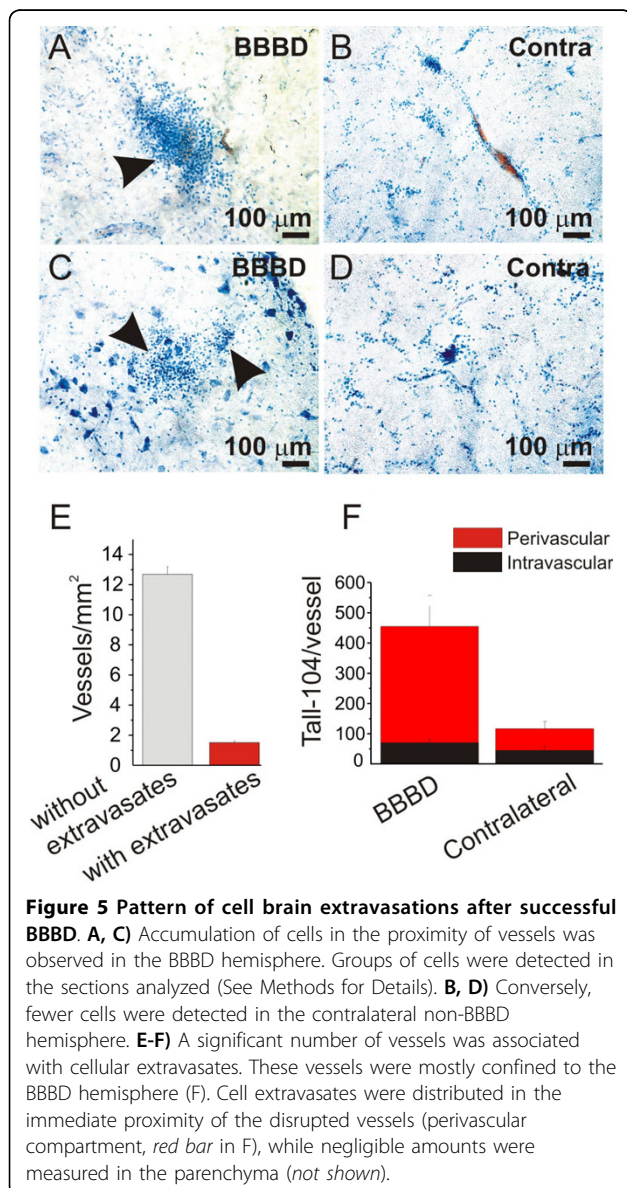 A BBBD
100 μm
B Contra
100 μm
C BBBD
100 μm
D Contra
100 μm
E
Vessels/mm²
14
12
10
8
6
4
2
0
without extravasates
with extravasates
F
Perivascular
Intravascular
Tall-104/vessel
600
500
400
300
200
100
0
BBBD
Contralateral
Figure 5 Pattern of cell brain extravasations after successful
BBBD. A, C) Accumulation of cells in the proximity of vessels was
observed in the BBBD hemisphere. Groups of cells were detected in
the sections analyzed (See Methods for Details). B, D) Conversely,
fewer cells were detected in the contralateral non-BBBD
hemisphere. E-F) A significant number of vessels was associated
with cellular extravasates. These vessels were mostly confined to the
BBBD hemisphere (F). Cell extravasates were distributed in the
immediate proximity of the disrupted vessels (perivascular
compartment, red bar in F), while negligible amounts were
measured in the parenchyma (not shown).